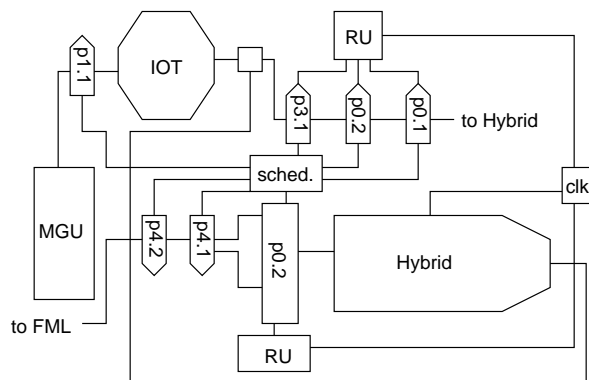 RU
p1.1
IOT
p3.1
p0.2
p0.1
to Hybrid
sched.
clk
MGU
p4.2
p4.1
p0.2
Hybrid
to FML
RU